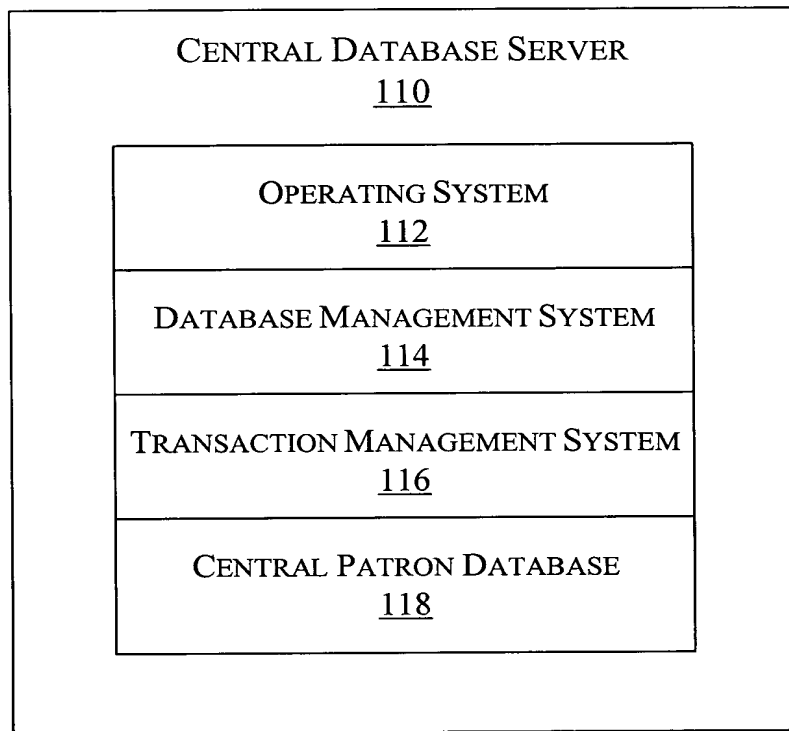 CENTRAL DATABASE SERVER
110
OPERATING SYSTEM
112
DATABASE MANAGEMENT SYSTEM
114
TRANSACTION MANAGEMENT SYSTEM
116
CENTRAL PATRON DATABASE
118